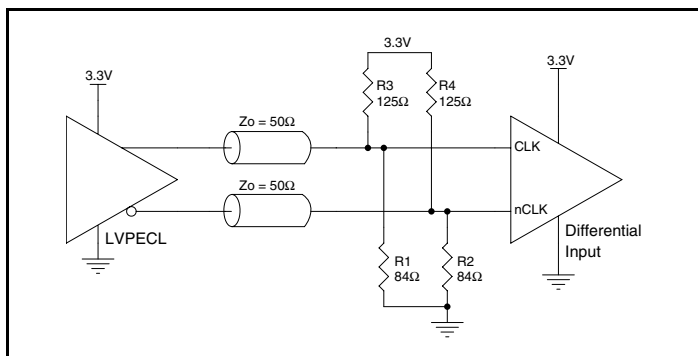 3.3V
R3
125Ω
R4
125Ω
3.3V
3.3V
Zo = 50Ω
CLK
Zo = 50Ω
nCLK
LVPECL
Differential
Input
R1
84Ω
R2
84Ω